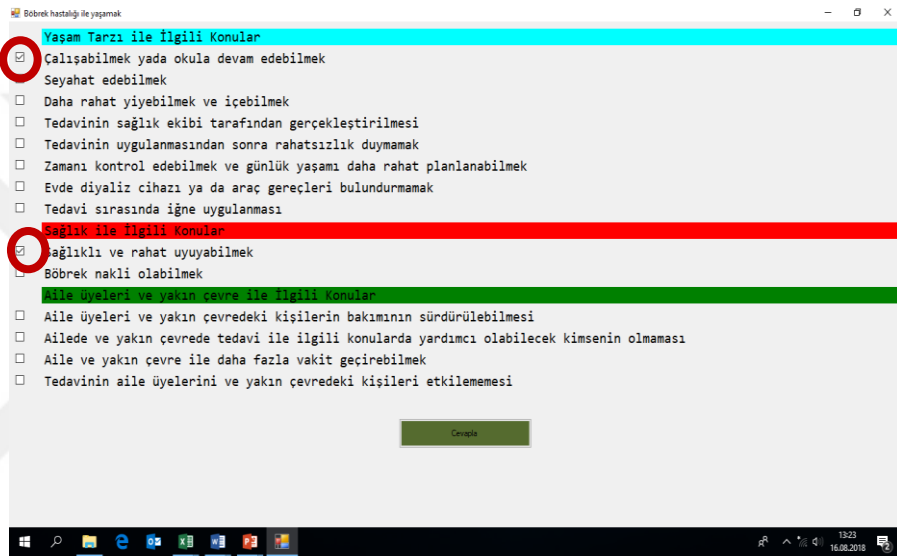 Böbrek hastalığı ile yaşamak
Yaşam Tarzı ile İlgili Konular
Çalışabilmek yada okula devam edebilmek
Seyahat edebilmek
Daha rahat yiyebilmek ve içebilmek
Tedavinin sağlık ekibi tarafından gerçekleştirilmesi
Tedavinin uygulanmasından sonra rahatsızlık duymamak
Zamanı kontrol edebilmek ve günlük yaşamı daha rahat planlanabilmek
Evde diyaliz cihazı ya da araç gereçleri bulundurmamak
Tedavi sırasında iğne uygulanması
Sağlık ile İlgili Konular
Sağlıklı ve rahat uyuyabilmek
Böbrek nakli olabilmek
Aile üyeleri ve yakın çevre ile İlgili Konular
Aile üyeleri ve yakın çevredeki kişilerin bakımının sürdürülebilmesi
Ailede ve yakın çevrede tedavi ile ilgili konularda yardımcı olabilecek kimsenin olmaması
Aile ve yakın çevre ile daha fazla vakit geçirebilmek
Tedavinin aile üyelerini ve yakın çevredeki kişileri etkilememesi
Cevapla
13:23
16.08.2018